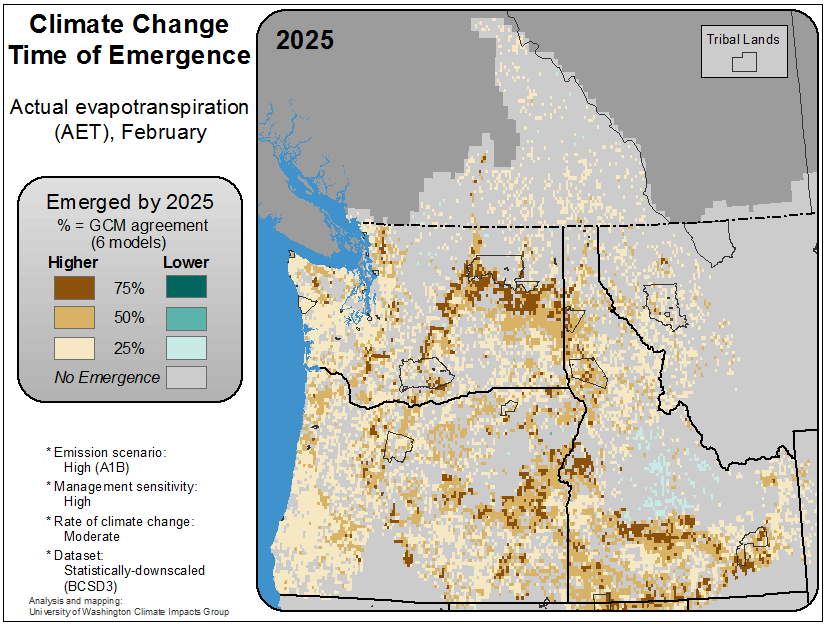 Climate Change
Time of Emergence
Actual evapotranspiration
(AET), February
Emerged by 2025
% = GCM agreement
(6 models)
Higher Lower
75%
50%
25%
No Emergence
* Emission scenario:
High (A1B)
* Management sensitivity:
High
* Rate of climate change:
Moderate
* Dataset:
Statistically-downscaled
(BCSD3)
Analysis and mapping:
University of Washington Climate Impacts Group
2025
Tribal Lands